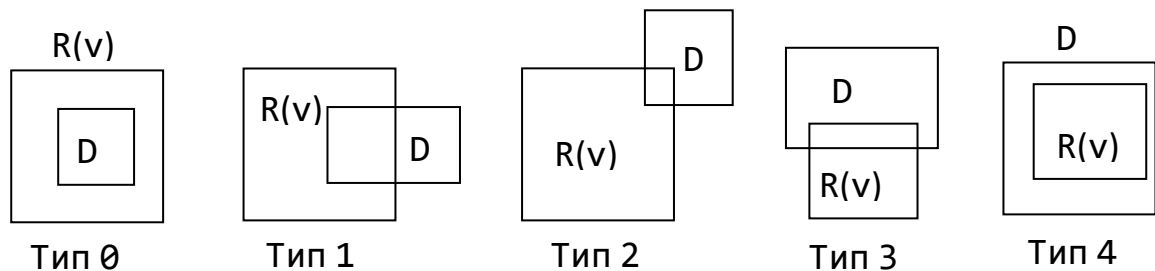 R(v)
D
Тип 0
R(v)
D
Тип 1
D
R(v)
Тип 2
D
R(v)
Тип 3
D
R(v)
Тип 4